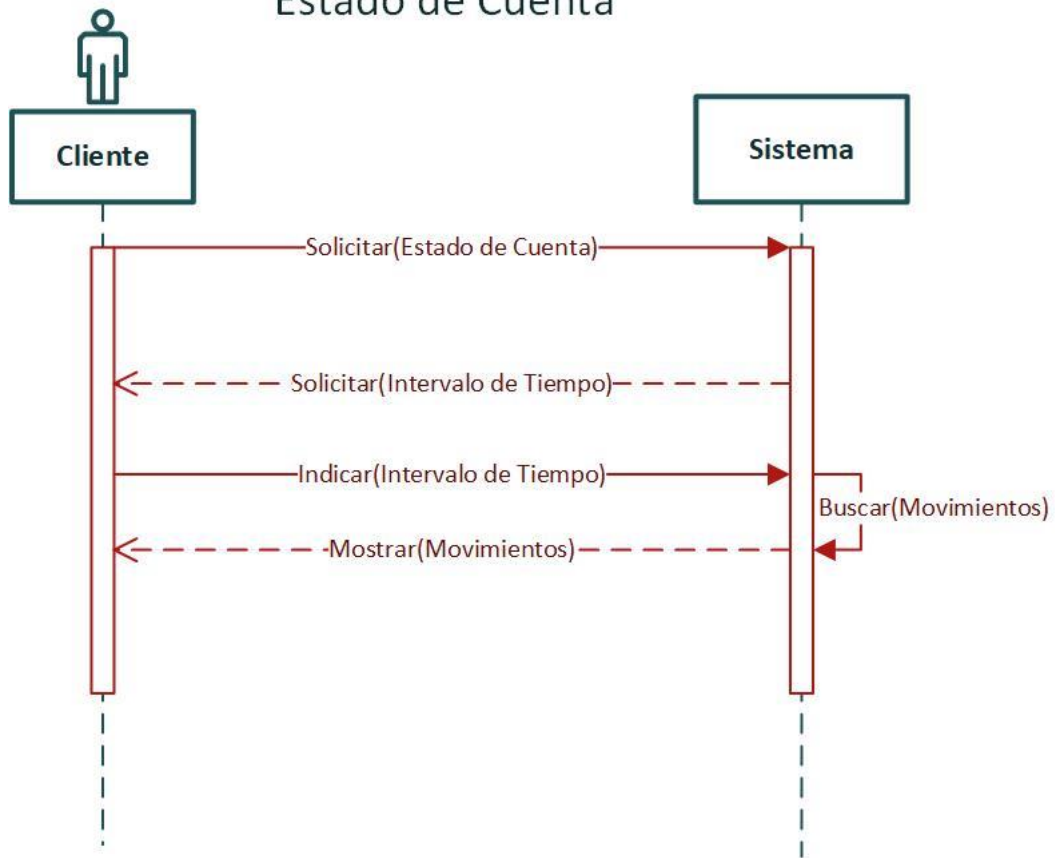 Estado de Cuenta
Cliente
Sistema
Solicitar(Estado de Cuenta)
Solicitar(Intervalo de Tiempo)
Indicar(Intervalo de Tiempo)
Buscar(Movimientos)
Mostrar(Movimientos)